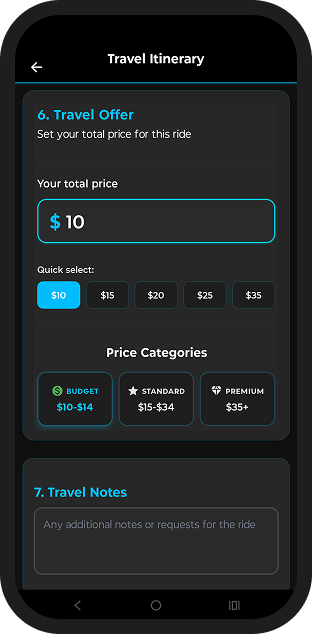 Travel Itinerary
6. Travel Offer
Set your total price for this ride
Your total price
$ 10
Quick select:
$10 $15 $20 $25 $35
Price Categories
BUDGET STANDARD PREMIUM
$10-$14 $15-$34 $35+
7. Travel Notes
Any additional notes or requests for the ride